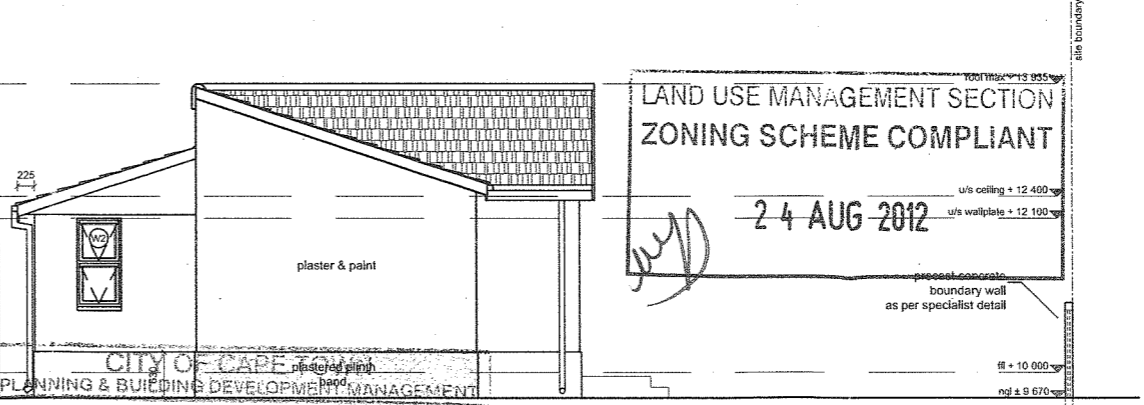 site boundary
roof max + 13 935
LAND USE MANAGEMENT SECTION
ZONING SCHEME COMPLIANT
225
u/s ceiling + 12 400
u/s wallplate + 12 100
24 AUG 2012
W2
plaster & paint
precast concrete
boundary wall
as per specialist detail
CITY OF CAPE TOWN
plastered plinth
band
PLANNING & BUILDING DEVELOPMENT MANAGEMENT
ffl + 10 000
ngl ± 9 670